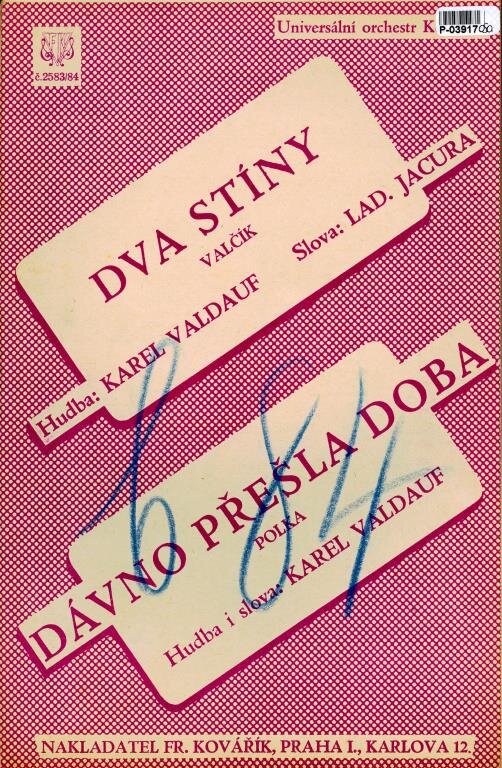 Universální orchestr K
P-03917
č.2583/84
DVA STÍNY
VALČÍK
Hudba: KAREL VALDAUF
Slova: LAD. JACURA
DÁVNO PŘEŠLA DOBA
POLKA
Hudba i slova: KAREL VALDAUF
684
NAKLADATEL FR. KOVÁŘÍK, PRAHA I., KARLOVA 12.